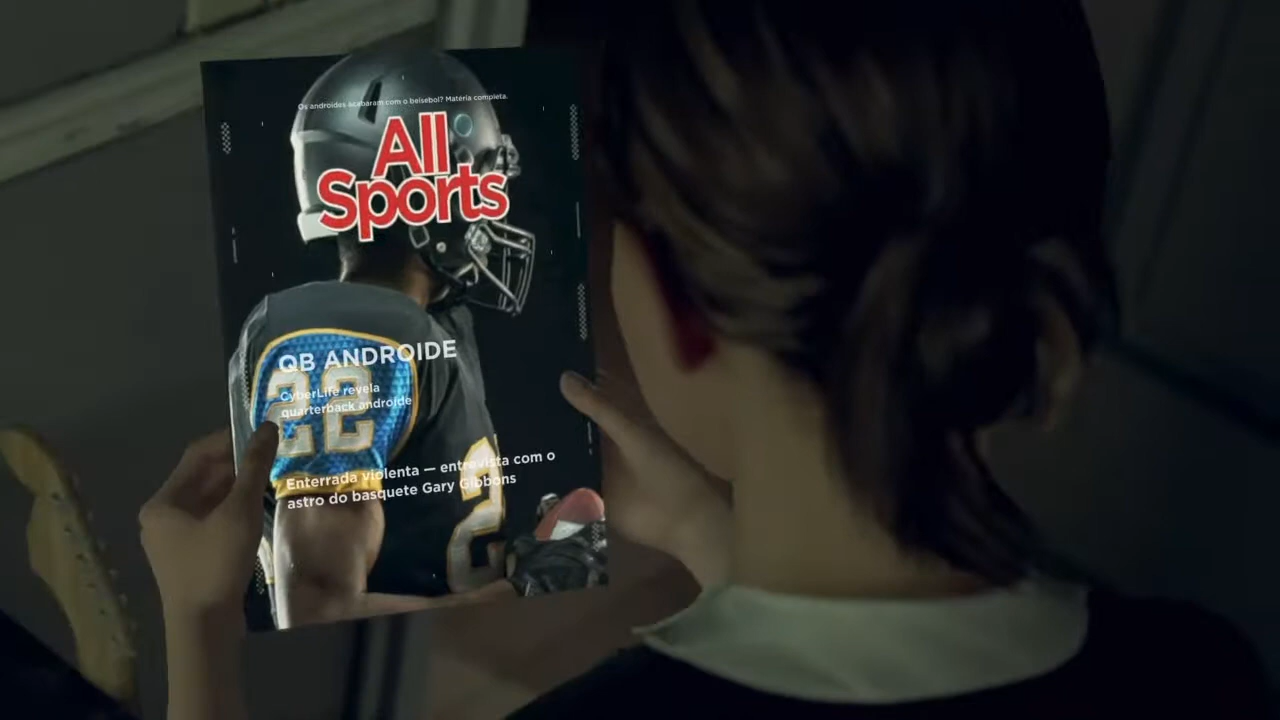 Os androides acabaram com o beisebol? Matéria completa.
All
Sports
QB ANDROIDE
22
CyberLife revela
quarterback androide
Enterrada violenta — entrevista com o
astro do basquete Gary Gibbons
2